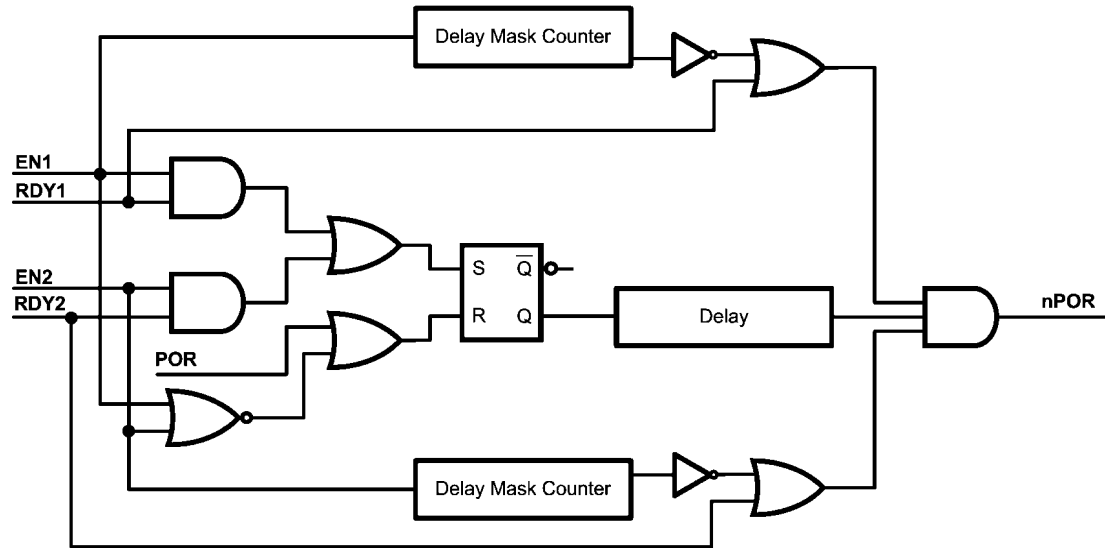 Delay Mask Counter
EN1
RDY1
EN2
RDY2
S Q
R Q
Delay
nPOR
POR
Delay Mask Counter